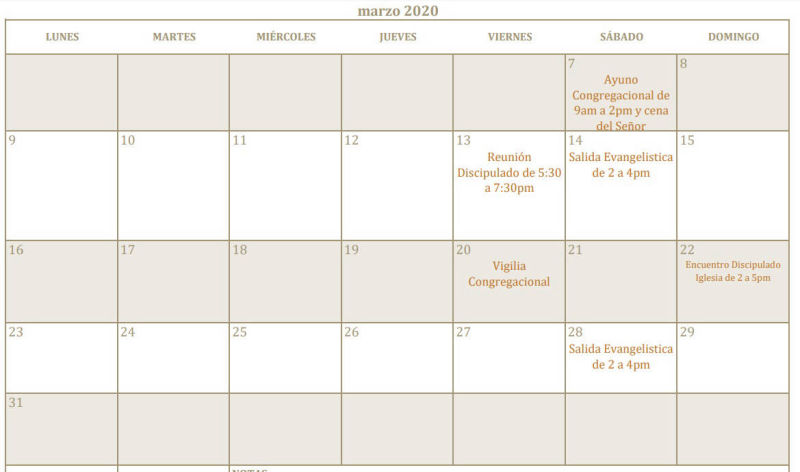 marzo 2020
LUNES MARTES MIÉRCOLES JUEVES VIERNES SÁBADO DOMINGO
7 8
Ayuno
Congregacional de
9am a 2pm y cena
del Señor
9 10 11 12 13 14 15
Reunión
Discipulado de 5:30
a 7:30pm
Salida Evangelistica
de 2 a 4pm
16 17 18 19 20 21 22
Vigilia
Congregacional
Encuentro Discipulado
Iglesia de 2 a 5pm
23 24 25 26 27 28 29
Salida Evangelistica
de 2 a 4pm
31
NOTAS